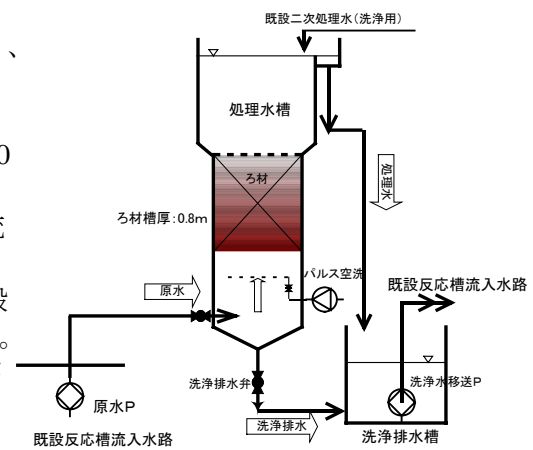 既設二次処理水(洗浄用)
、
処理水槽
0
処理水
ろ材
ろ材槽厚:0.8m
パルス空洗
原水
既設反応槽流入水路
。
洗浄排水弁
洗浄水移送P
原水P
洗浄排水
洗浄排水槽
既設反応槽流入水路